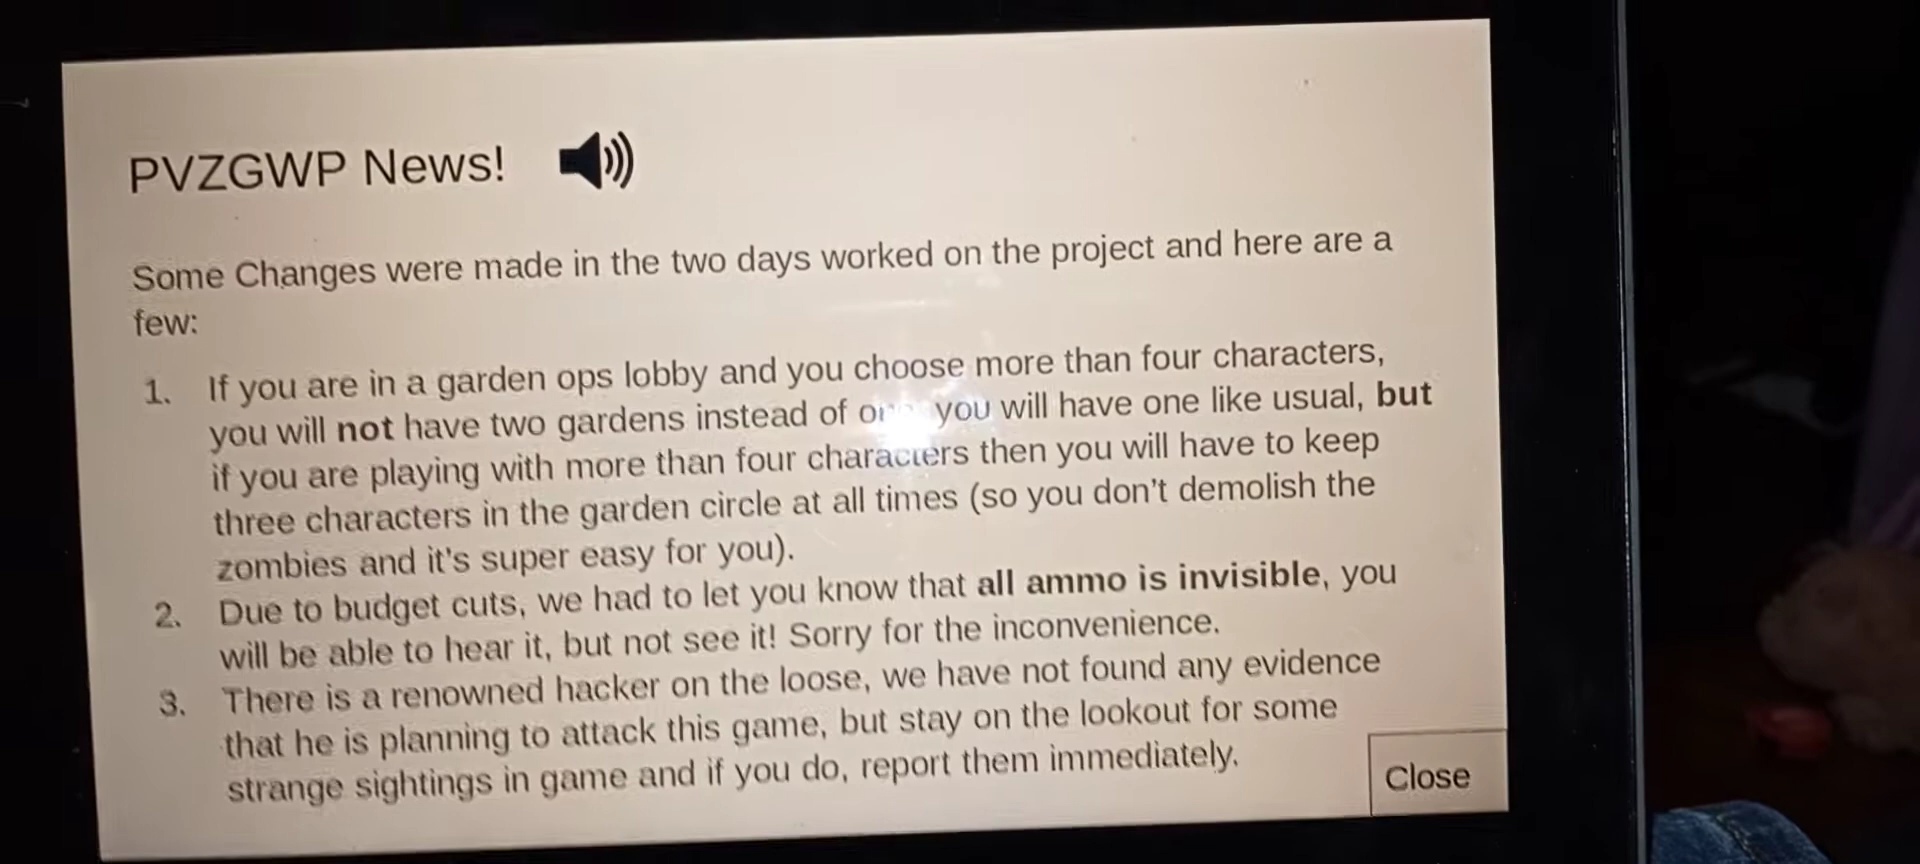 PVZGWP News!
Some Changes were made in the two days worked on the project and here are a
few:
1. If you are in a garden ops lobby and you choose more than four characters,
you will not have two gardens instead of you will have one like usual, but
if you are playing with more than four characters then you will have to keep
three characters in the garden circle at all times (so you don't demolish the
zombies and it's super easy for you).
2. Due to budget cuts, we had to let you know that all ammo is invisible, you
will be able to hear it, but not see it! Sorry for the inconvenience.
3. There is a renowned hacker on the loose, we have not found any evidence
that he is planning to attack this game, but stay on the lookout for some
strange sightings in game and if you do, report them immediately.
Close